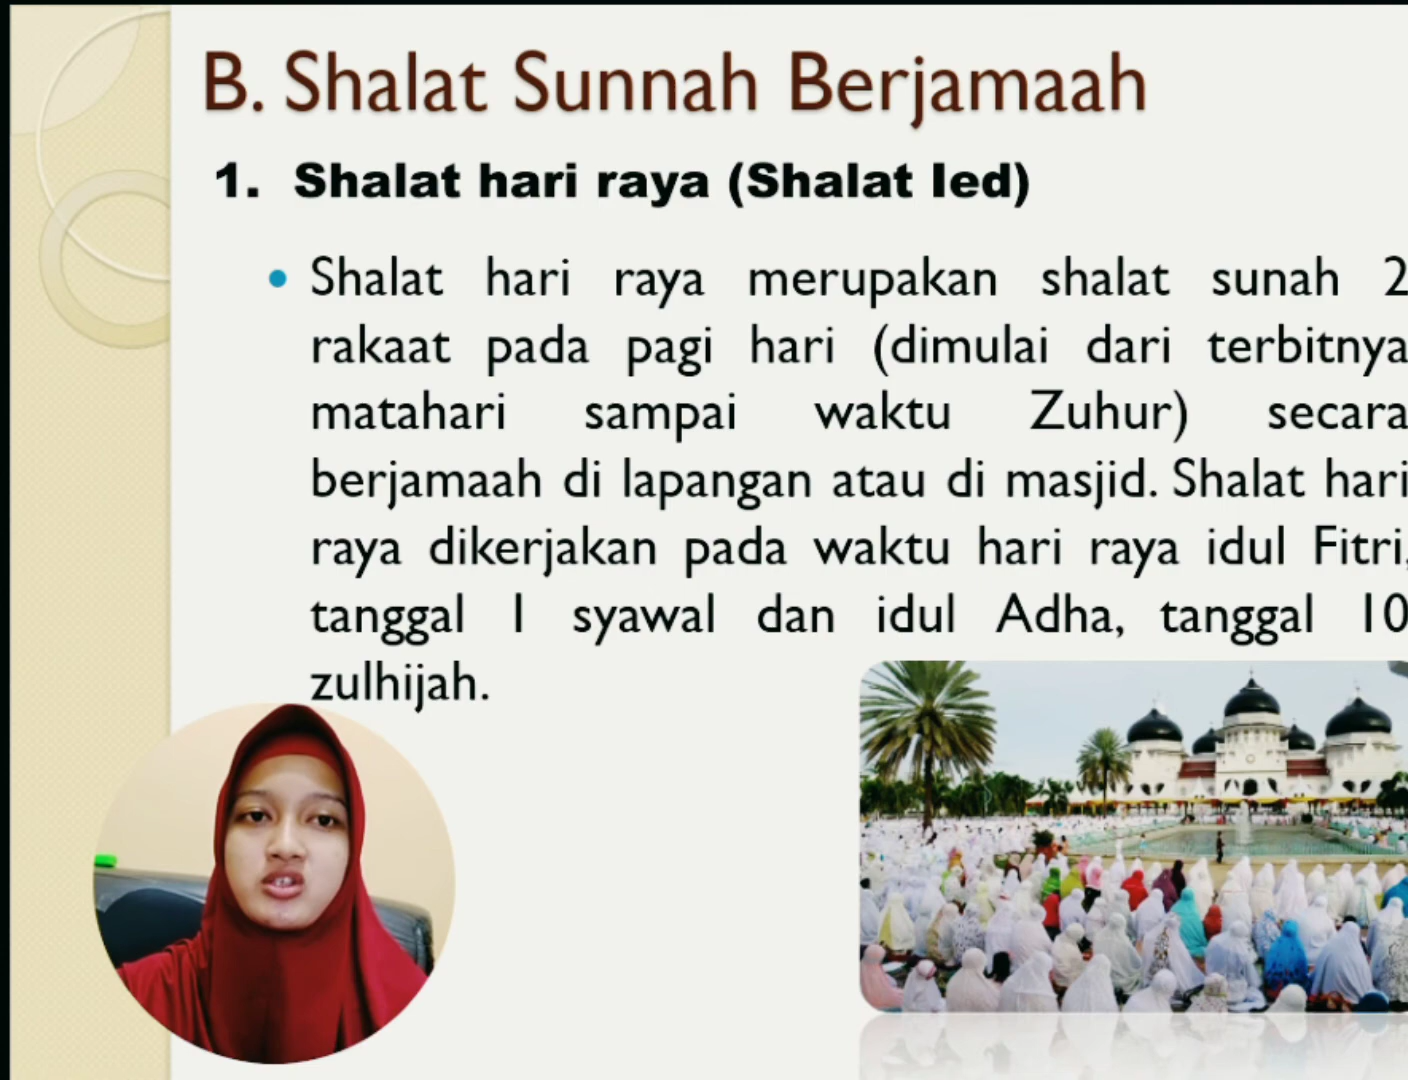 B. Shalat Sunnah Berjamaah
1. Shalat hari raya (Shalat Ied)
• Shalat hari raya merupakan shalat sunah 2
rakaat pada pagi hari (dimulai dari terbitnya
matahari sampai waktu Zuhur) secara
berjamaah di lapangan atau di masjid. Shalat hari
raya dikerjakan pada waktu hari raya idul Fitri,
tanggal 1 syawal dan idul Adha, tanggal 10
zulhijah.